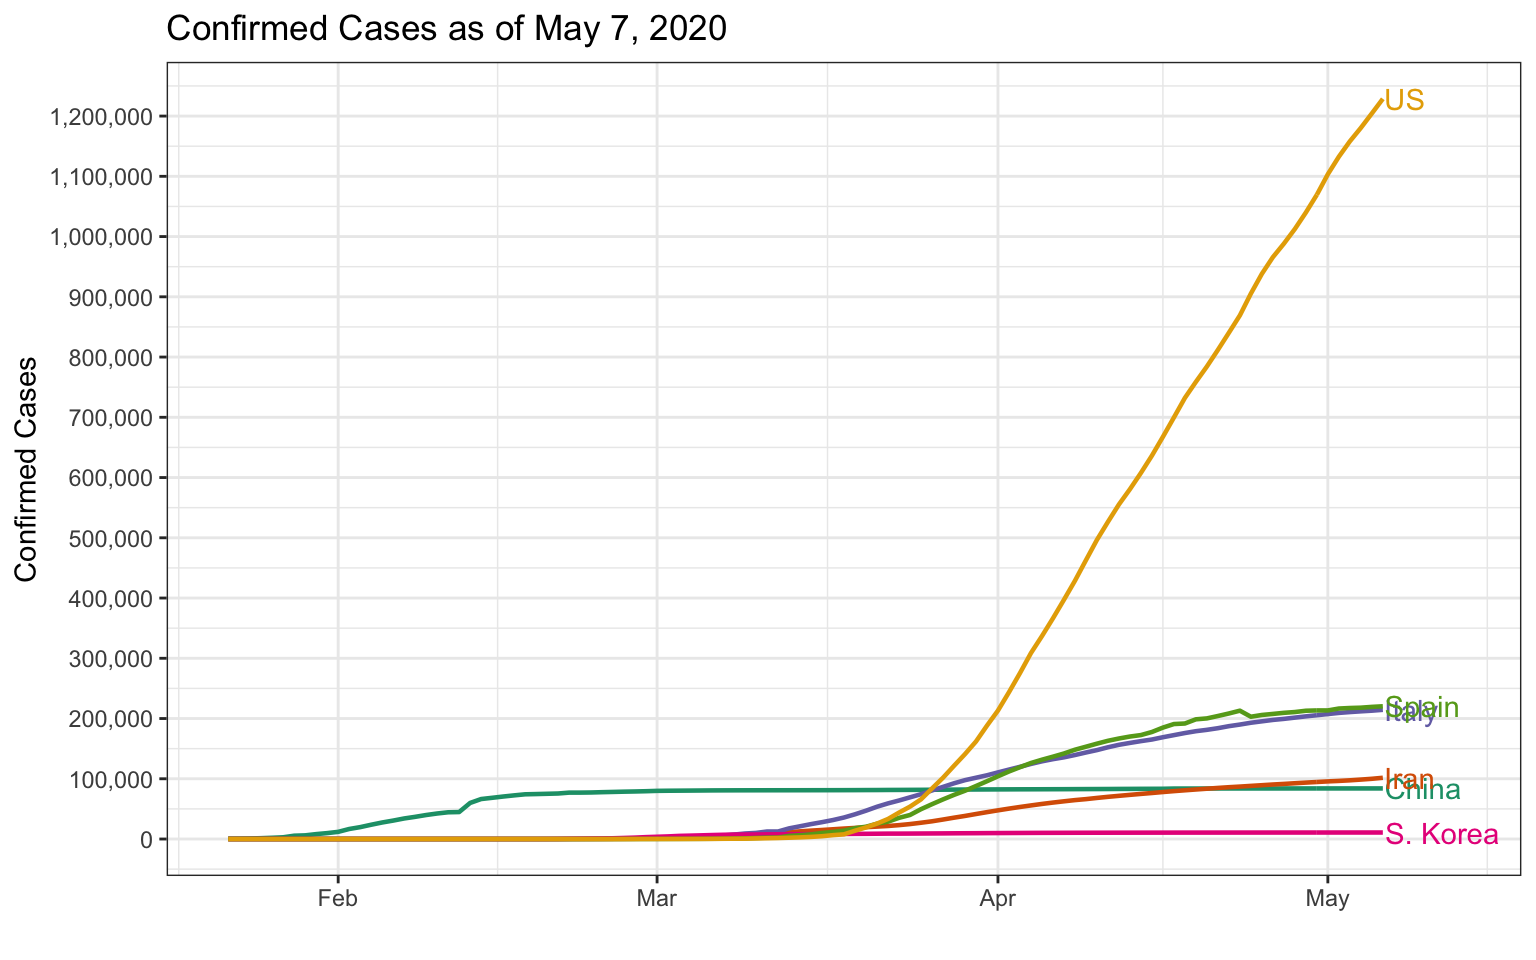 Confirmed Cases as of May 7, 2020
Confirmed Cases
1,200,000
1,100,000
1,000,000
900,000
800,000
700,000
600,000
500,000
400,000
300,000
200,000
100,000
0
US
Spain
Italy
Iran
China
S. Korea
Feb
Mar
Apr
May